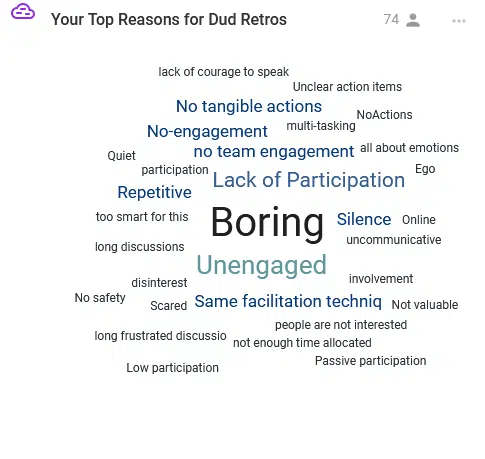 Your Top Reasons for Dud Retros
74
lack of courage to speak
Unclear action items
No tangible actions
NoActions
No-engagement
multi-tasking
no team engagement
all about emotions
Quiet
participation
Lack of Participation
Ego
Repetitive
too smart for this
Boring
Silence
Online
long discussions
uncommunicative
Unengaged
disinterest
involvement
No safety
Scared
Same facilitation techniq
Not valuable
people are not interested
long frustrated discussio
not enough time allocated
Low participation
Passive participation